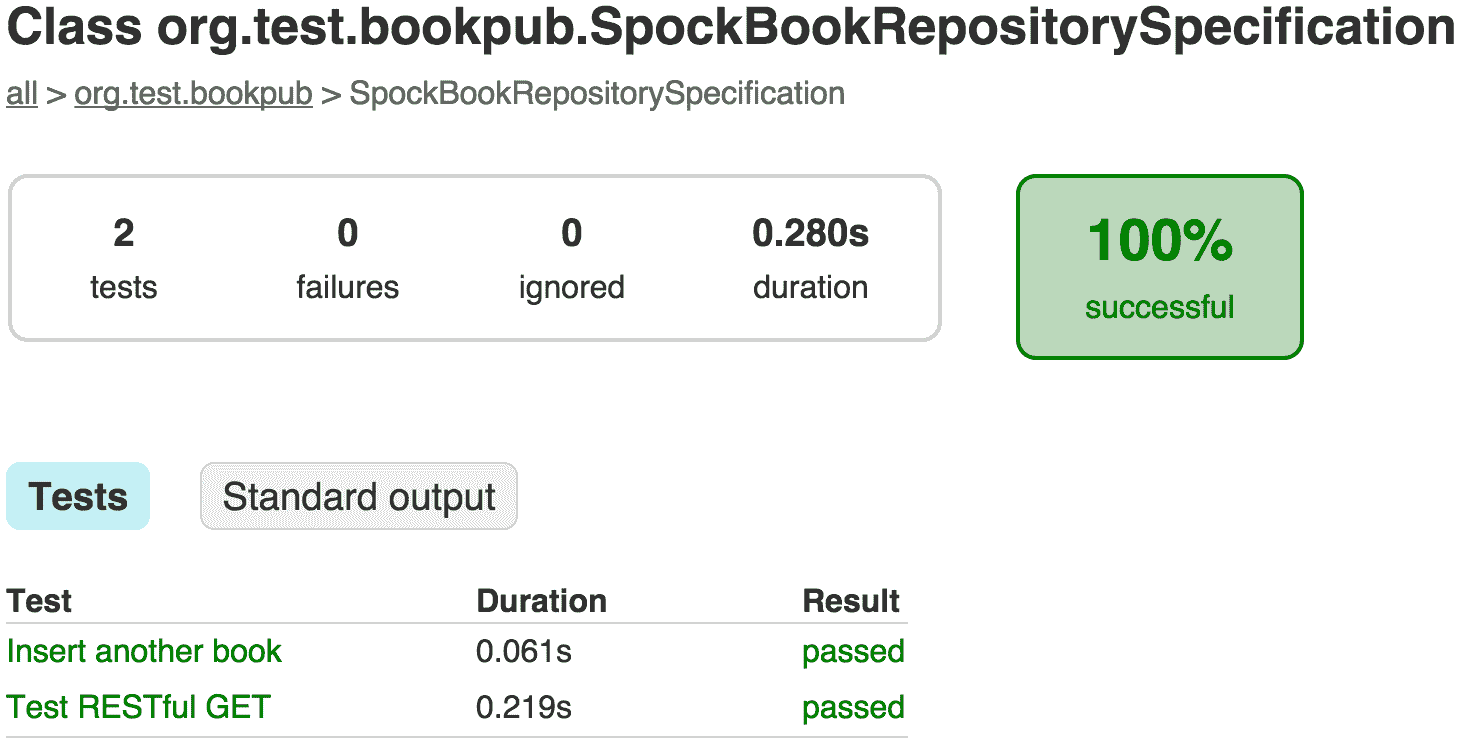 Class org.test.bookpub.SpockBookRepositorySpecification
all > org.test.bookpub > SpockBookRepositorySpecification
2 0 0 0.280s
tests failures ignored duration
100%
successful
Tests Standard output
Test Duration Result
Insert another book 0.061s passed
Test RESTful GET 0.219s passed